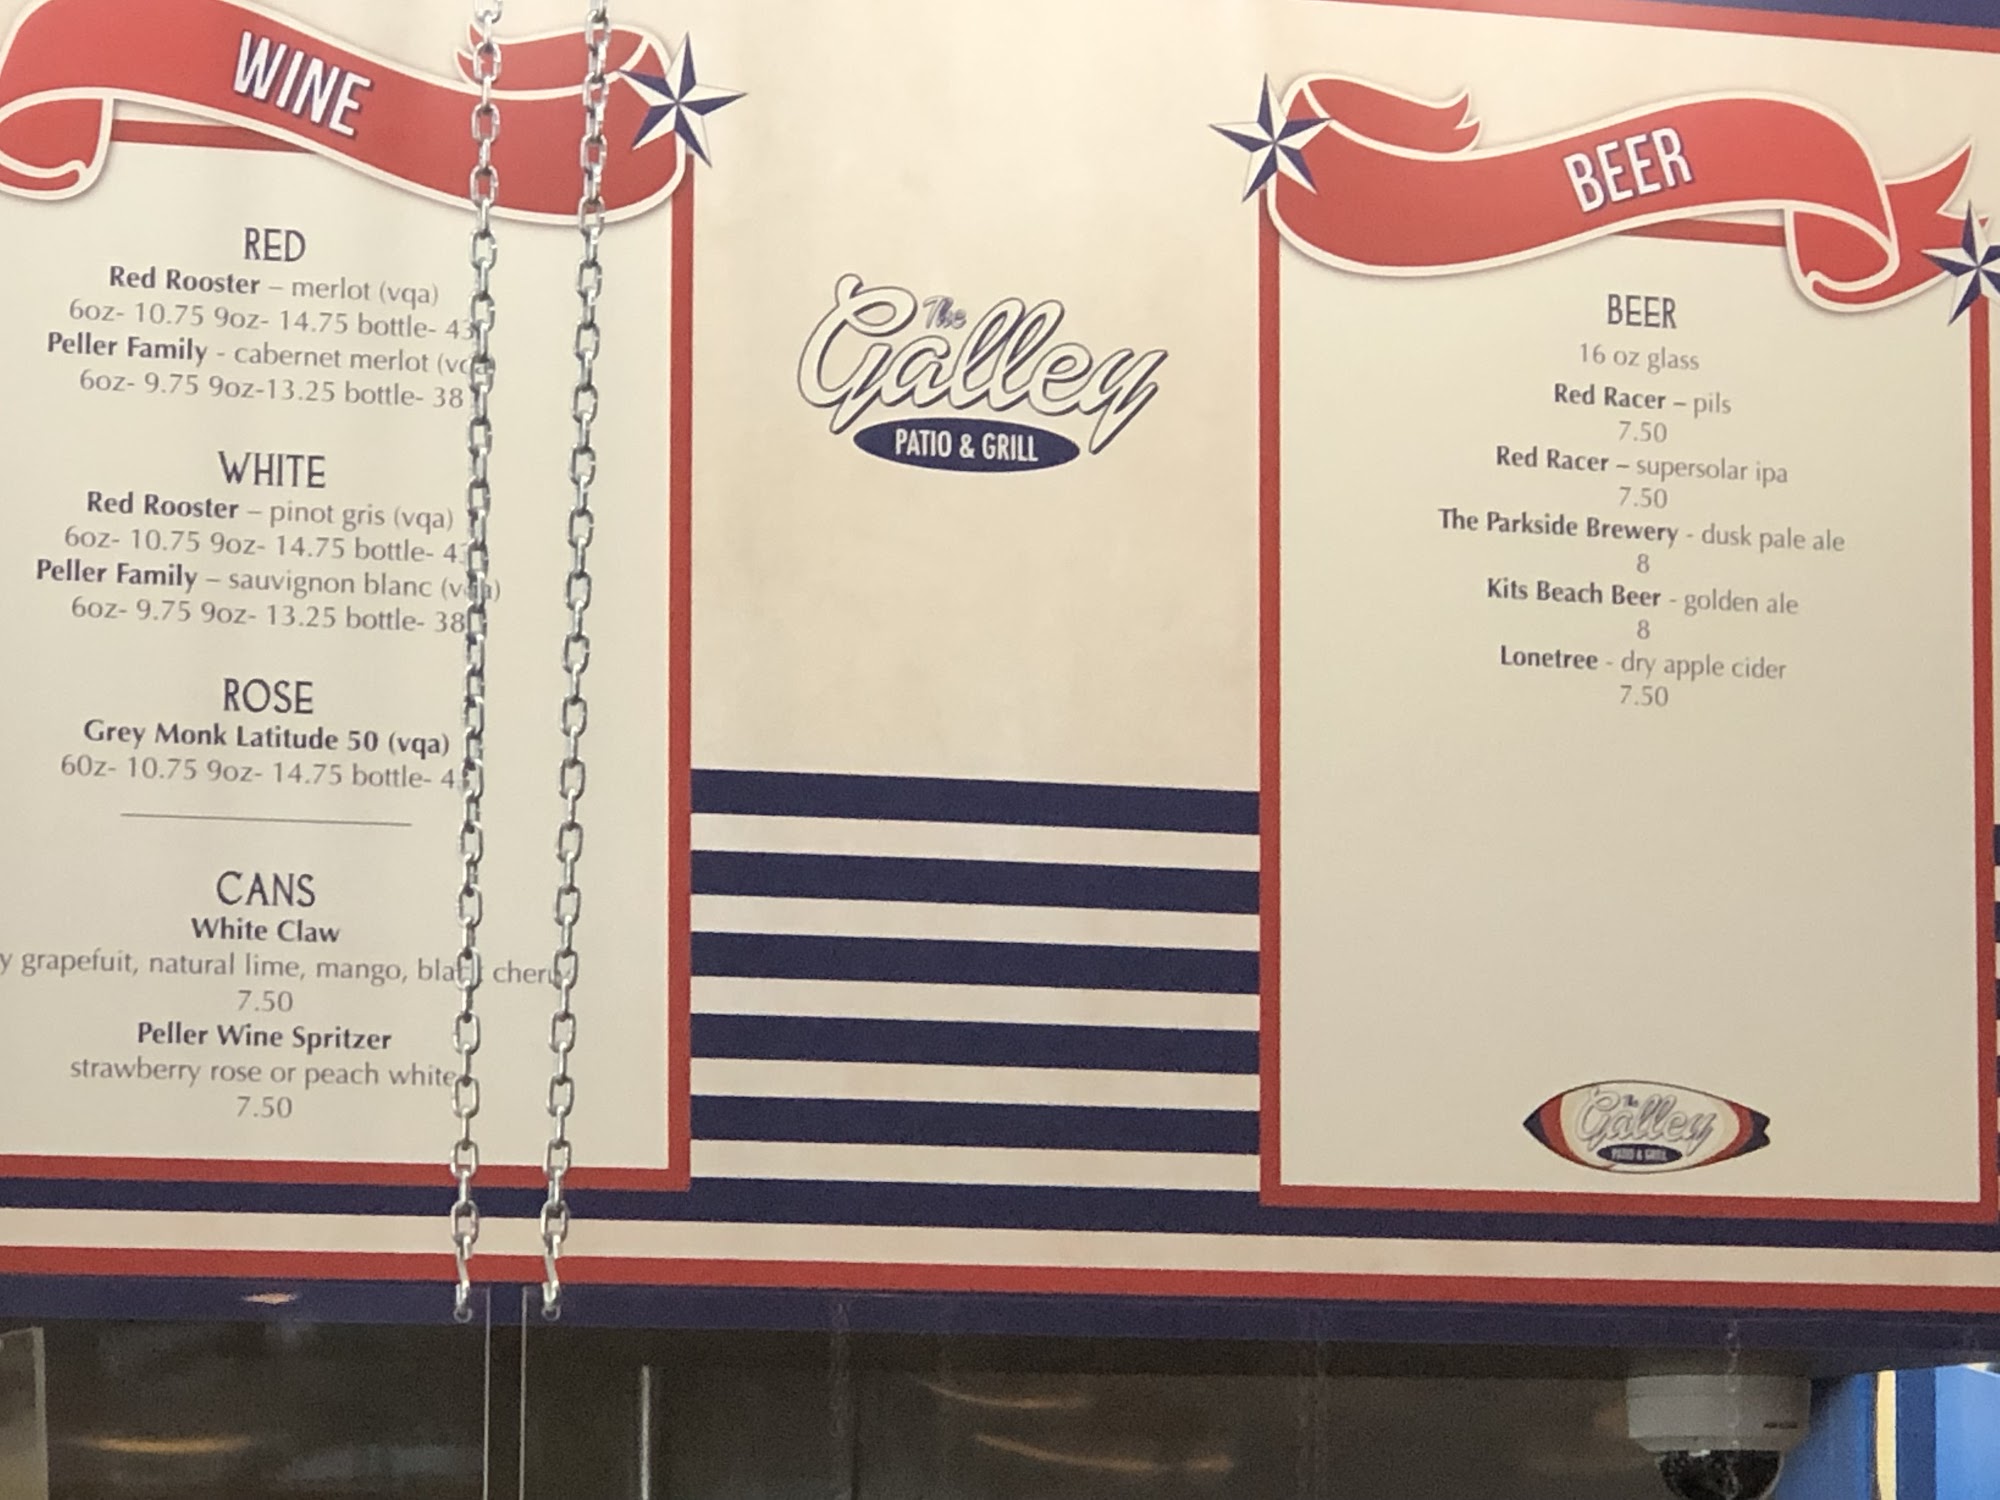 WINE
RED
Red Rooster – merlot (vqa)
6oz- 10.75 9oz- 14.75 bottle- 43
Peller Family - cabernet merlot
6oz- 9.75 9oz-13.25 bottle- 38
WHITE
Red Rooster – pinot gris (vqa)
6oz- 10.75 9oz- 14.75 bottle-
Peller Family – sauvignon blanc (vqa)
6oz- 9.75 9oz- 13.25 bottle- 38
ROSE
Grey Monk Latitude 50 (vqa)
60z- 10.75 9oz- 14.75 bottle-
CANS
White Claw
grapefuit, natural lime, mango, black cherry
7.50
Peller Wine Spritzer
strawberry rose or peach white
7.50
The
Galley
PATIO & GRILL
BEER
BEER
16 oz glass
Red Racer – pils
7.50
Red Racer – supersolar ipa
7.50
The Parkside Brewery - dusk pale ale
8
Kits Beach Beer - golden ale
8
Lonetree - dry apple cider
7.50
The
Galley
PATIO & GRILL